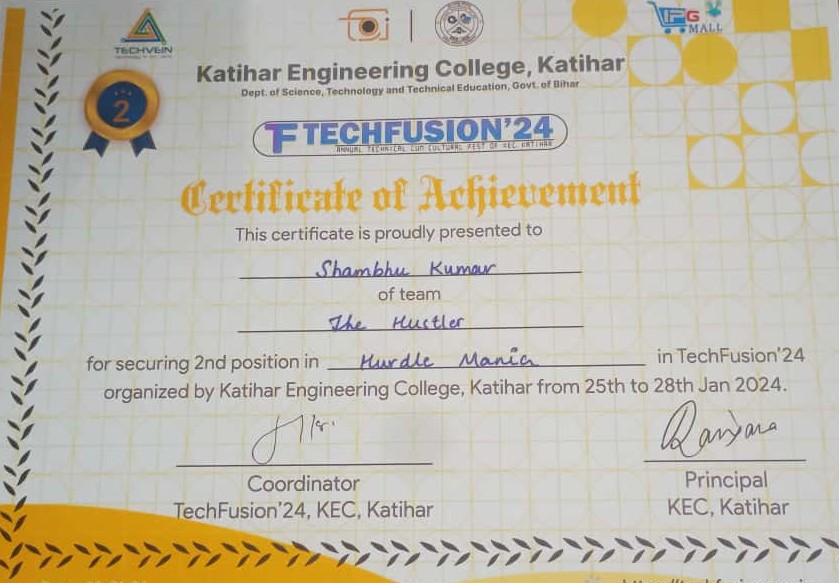 TECHVEIN
PG
MALL
2
Katihar Engineering College, Katihar
Dept. of Science, Technology and Technical Education, Govt. of Bihar
TF TECHFUSION'24
ANNUAL TECHNICAL CUM CULTURAL FEST OF KEC KATIHAR
Certificate of Achievement
This certificate is proudly presented to
Shambhu Kumar
of team
The Hustler
for securing 2nd position in Hurdle Mania in TechFusion'24
organized by Katihar Engineering College, Katihar from 25th to 28th Jan 2024.
Ranjana
Coordinator
Principal
TechFusion'24, KEC, Katihar
KEC, Katihar